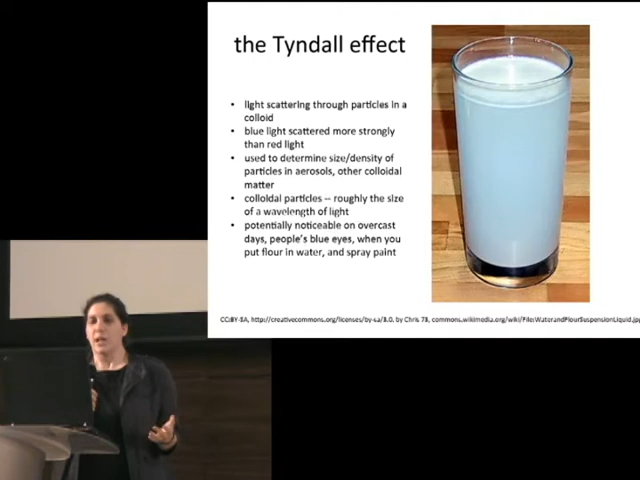 the Tyndall effect
• light scattering through particles in a
colloid
• blue light scattered more strongly
than red light
• used to determine size/density of
particles in aerosols, other colloidal
matter
• colloidal particles -- roughly the size
of a wavelength of light
• potentially noticeable on overcast
days, people's blue eyes, when you
put flour in water, and spray paint
CC-BY-SA, http://creativecommons.org/licenses/by-sa/3.0, by Chris 73, commons.wikimedia.org/wiki/File:WaterandFlourSuspensionLiquid.jpg